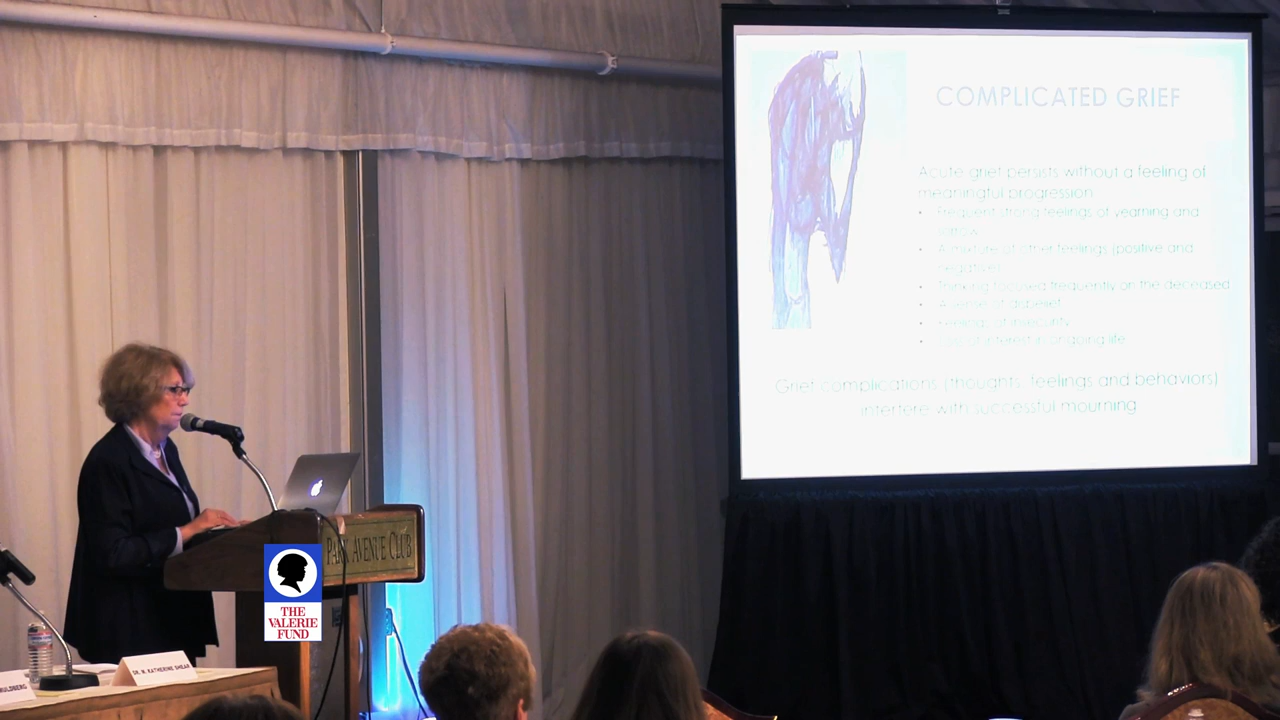 COMPLICATED GRIEF
Acute grief persists without a feeling of
meaningful progression
• Frequent strong feelings of yearning and
sorrow
• A mixture of other feelings (positive and
negative)
• Thinking focused frequently on the deceased
• A sense of disbelief
• Feelings of insecurity
• interest in ongoing life
Grief complications (thoughts, feelings and behaviors)
interfere with successful mourning
PARK AVENUE CLUB
THE
VALERIE
FUND
DR. M. KATHERINE SHEAR